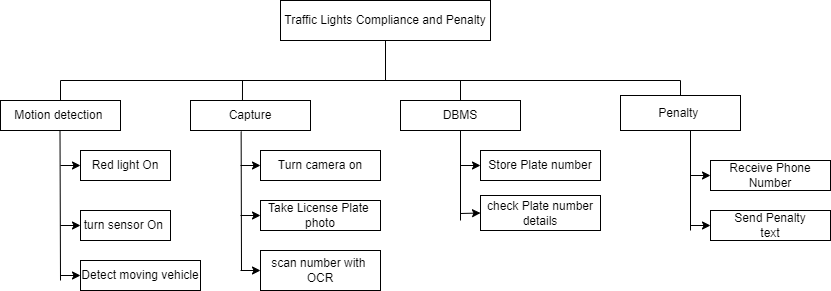 Traffic Lights Compliance and Penalty
Motion detection
Capture
DBMS
Penalty
Red light On
turn sensor On
Detect moving vehicle
Turn camera on
Take License Plate
photo
scan number with
OCR
Store Plate number
check Plate number
details
Receive Phone
Number
Send Penalty
text